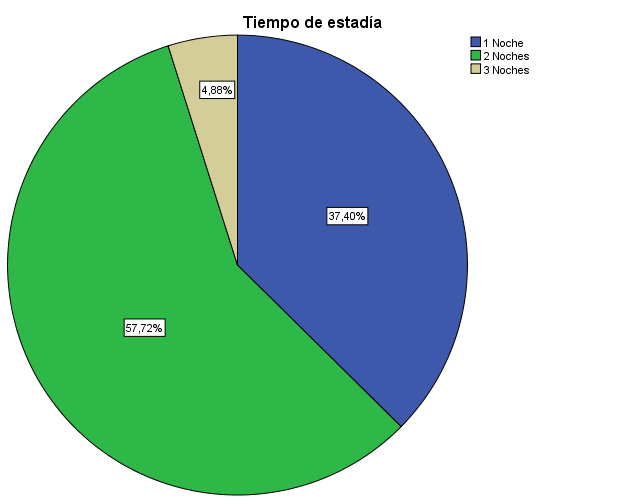 Tiempo de estadía
1 Noche
2 Noches
3 Noches
4,88%
37,40%
57,72%